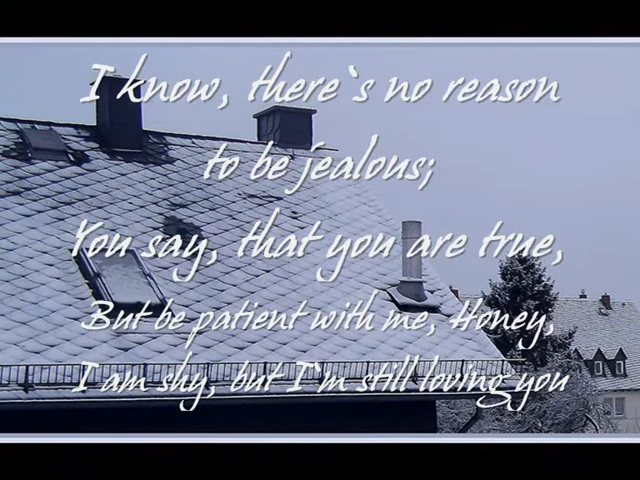 I know, there`s no reason
to be jealous;
You say, that you are true,
But be patient with me, Honey,
I am shy, but I`m still loving you